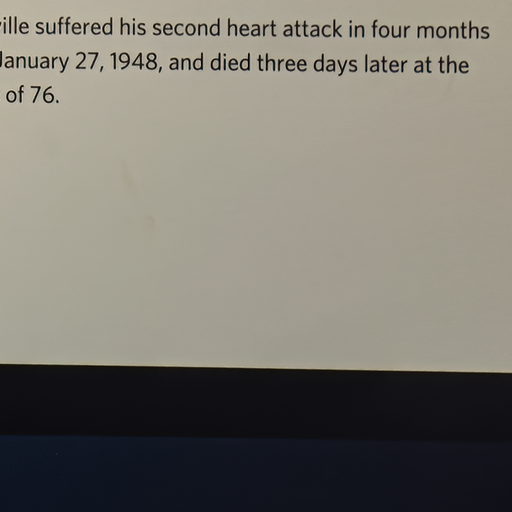 ville suffered his second heart attack in four months
January 27, 1948, and died three days later at the
of 76.